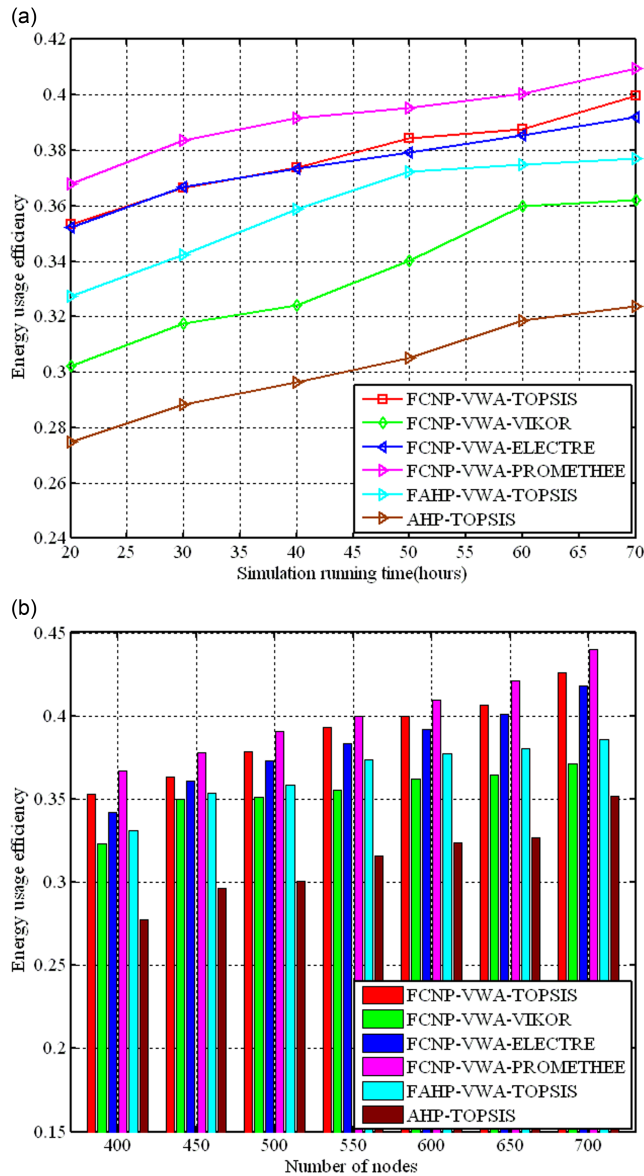 (a)
0.42
0.4
0.38
0.36
0.34
0.32
0.3
0.28
0.26
0.24
Energy usage efficiency
FCNP-VWA-TOPSIS
FCNP-VWA-VIKOR
FCNP-VWA-ELECTRE
FCNP-VWA-PROMETHEE
FAHP-VWA-TOPSIS
AHP-TOPSIS
20 25 30 35 40 45 50 55 60 65 70
Simulation running time(hours)
(b)
0.45
0.4
0.35
0.3
0.25
0.2
0.15
Energy usage efficiency
FCNP-VWA-TOPSIS
FCNP-VWA-VIKOR
FCNP-VWA-ELECTRE
FCNP-VWA-PROMETHEE
FAHP-VWA-TOPSIS
AHP-TOPSIS
400 450 500 550 600 650 700
Number of nodes